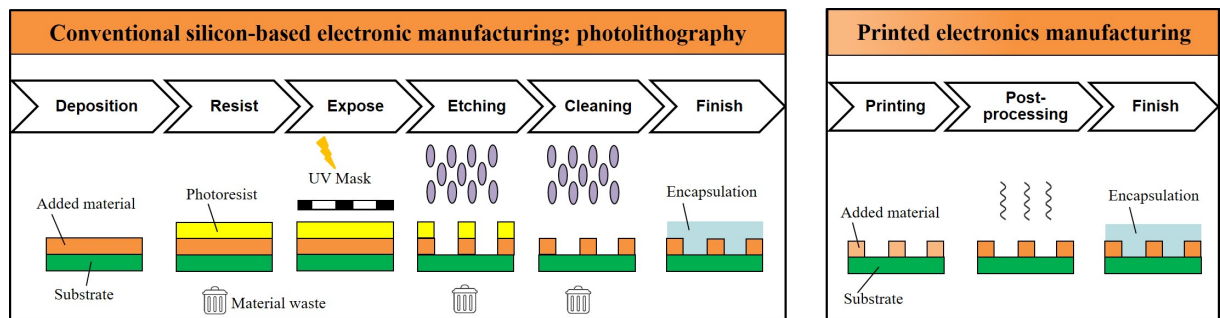 Conventional silicon-based electronic manufacturing: photolithography
Deposition
Resist
Expose
Etching
Cleaning
Finish
UV Mask
Photoresist
Added material
Encapsulation
Substrate
Material waste
Printed electronics manufacturing
Printing
Post-
processing
Finish
Encapsulation
Added material
Substrate